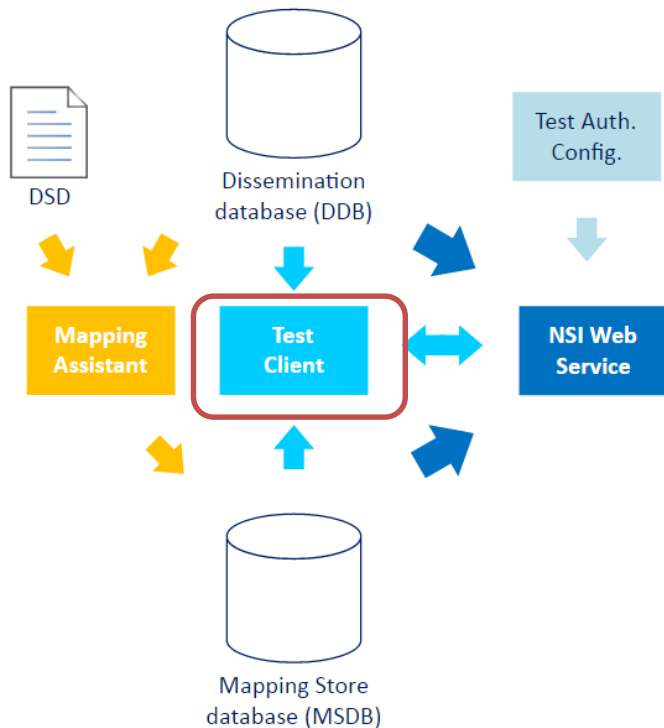 Test Auth.
Config.
DSD
Dissemination
database (DDB)
Mapping
Assistant
Test
Client
NSI Web
Service
Mapping Store
database (MSDB)